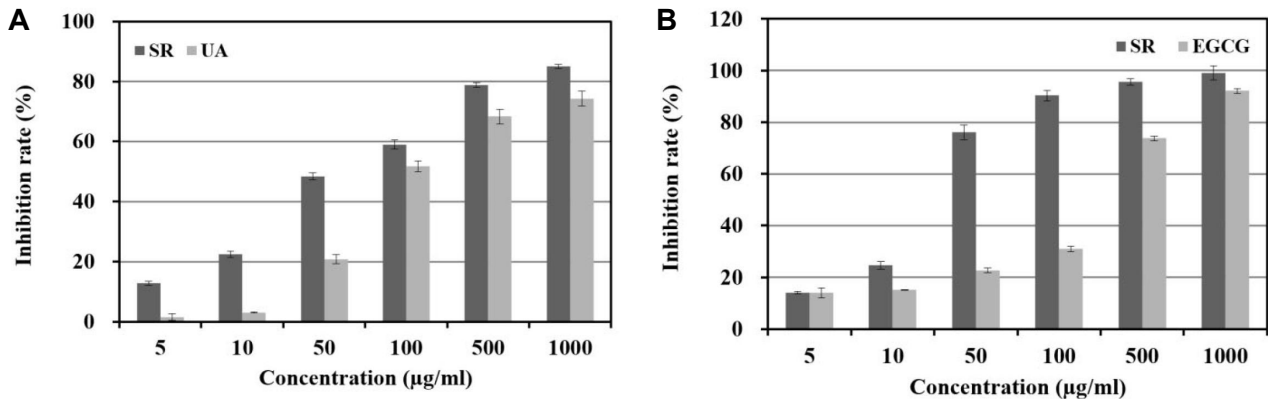 A
100
80
60
40
20
0
Inhibition rate (%)
SR UA
5 10 50 100 500 1000
Concentration (µg/ml)
B
120
100
80
60
40
20
0
Inhibition rate (%)
SR EGCG
5 10 50 100 500 1000
Concentration (µg/ml)